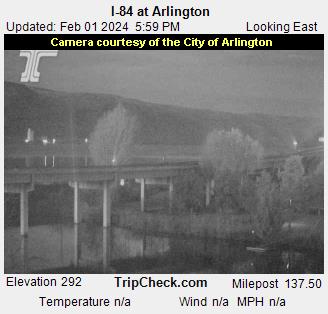 I-84 at Arlington
Updated: Feb 01 2024 5:59 PM Looking East
Camera courtesy of the City of Arlington
Elevation 292 TripCheck.com Milepost 137.50
Temperature n/a Wind n/a MPH n/a